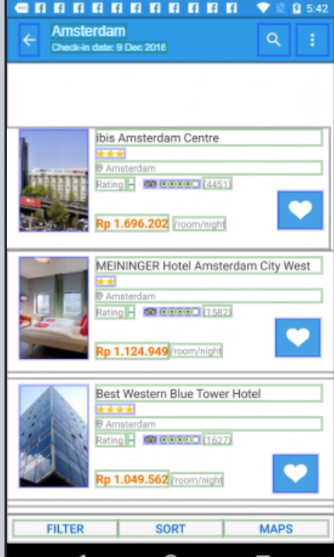 5:42
Amsterdam
Check-in date: 9 Dec 2016
ibis Amsterdam Centre
Amsterdam
Rating - (4451)
Rp 1.696.202 /room/night
MEININGER Hotel Amsterdam City West
Amsterdam
Rating - (1582)
Rp 1.124.949 /room/night
Best Western Blue Tower Hotel
Amsterdam
Rating - (1627)
Rp 1.049.562 /room/night
FILTER SORT MAPS